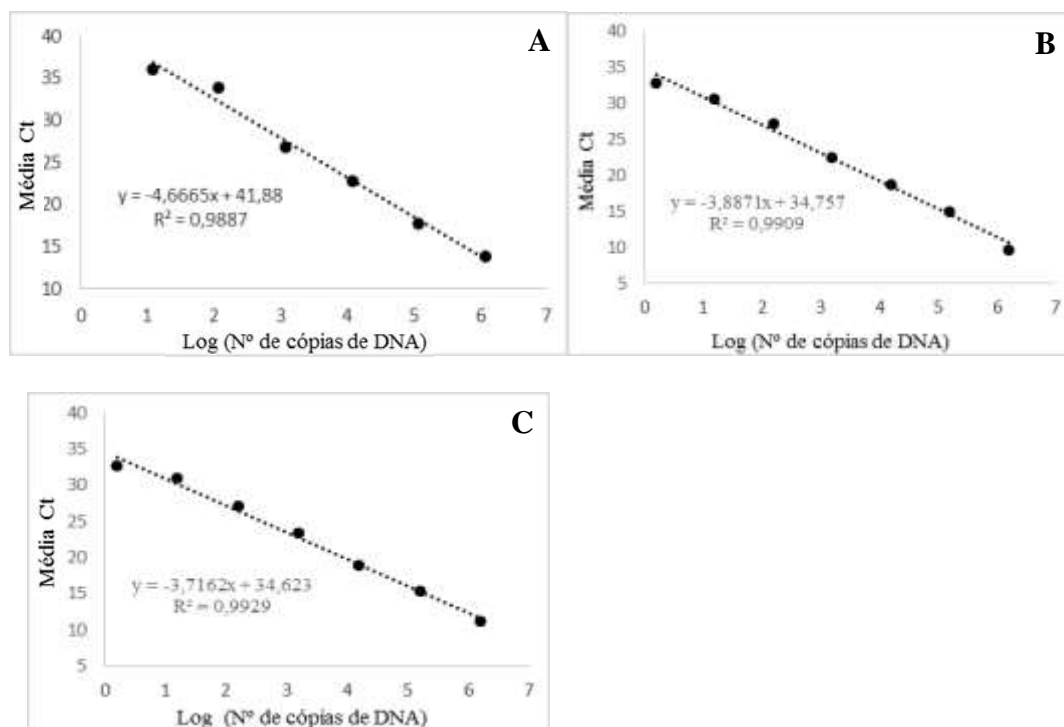 A
40
35
30
25
20
15
10
Média Ct
y = -4,6665x + 41,88
R² = 0,9887
0 1 2 3 4 5 6 7
Log (Nº de cópias de DNA)
B
40
35
30
25
20
15
10
5
Média Ct
y = -3,8871x + 34,757
R² = 0,9909
0 1 2 3 4 5 6 7
Log (Nº de cópias de DNA)
C
40
35
30
25
20
15
10
5
Média Ct
y = -3,7162x + 34,623
R² = 0,9929
0 1 2 3 4 5 6 7
Log (Nº de cópias de DNA)